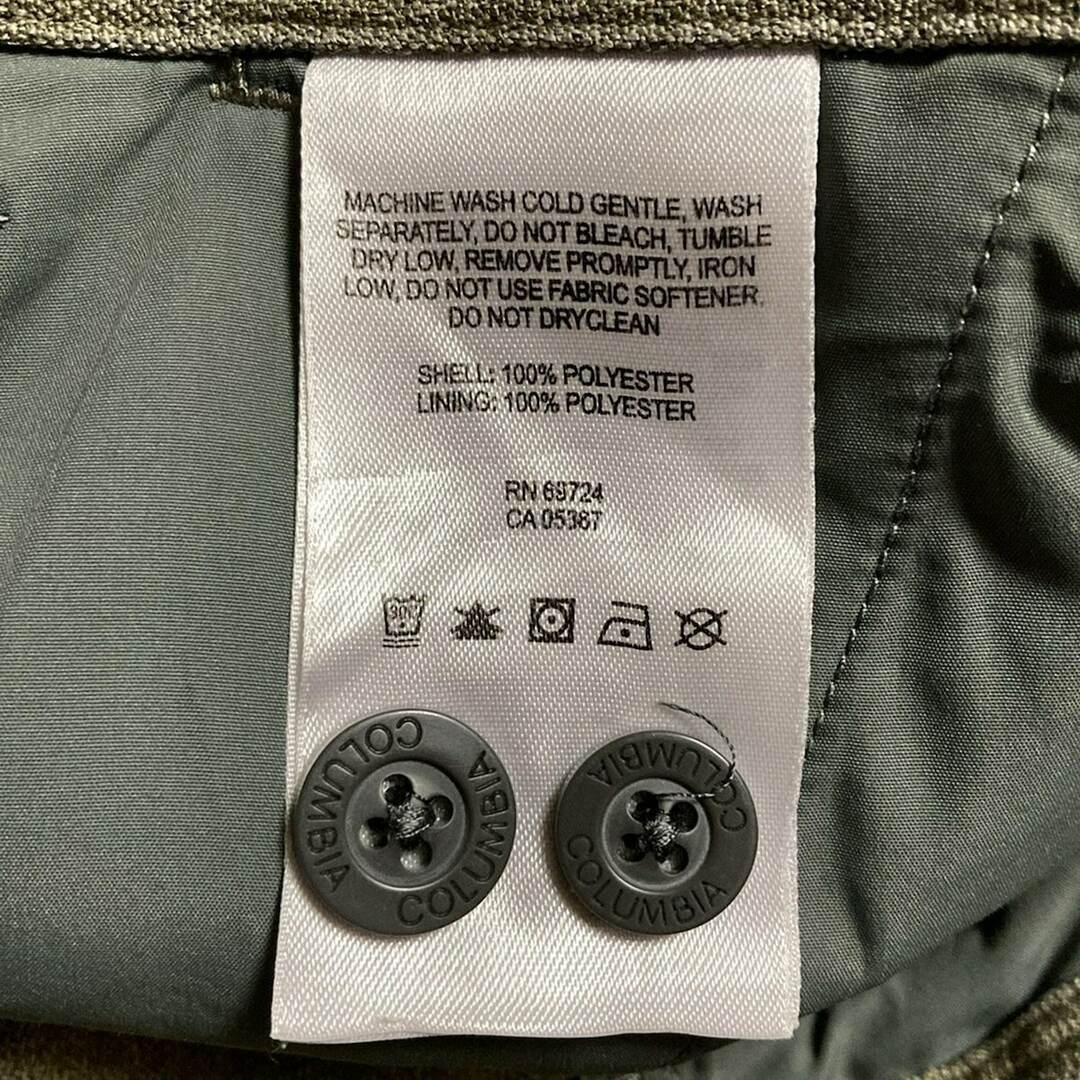 MACHINE WASH COLD GENTLE, WASH
SEPARATELY, DO NOT BLEACH, TUMBLE
DRY LOW, REMOVE PROMPTLY, IRON
LOW, DO NOT USE FABRIC SOFTENER.
DO NOT DRYCLEAN
SHELL: 100% POLYESTER
LINING: 100% POLYESTER
RN 69724
CA 05367
30C
COLUMBIA
COLUMBIA
COLUMBIA
COLUMBIA